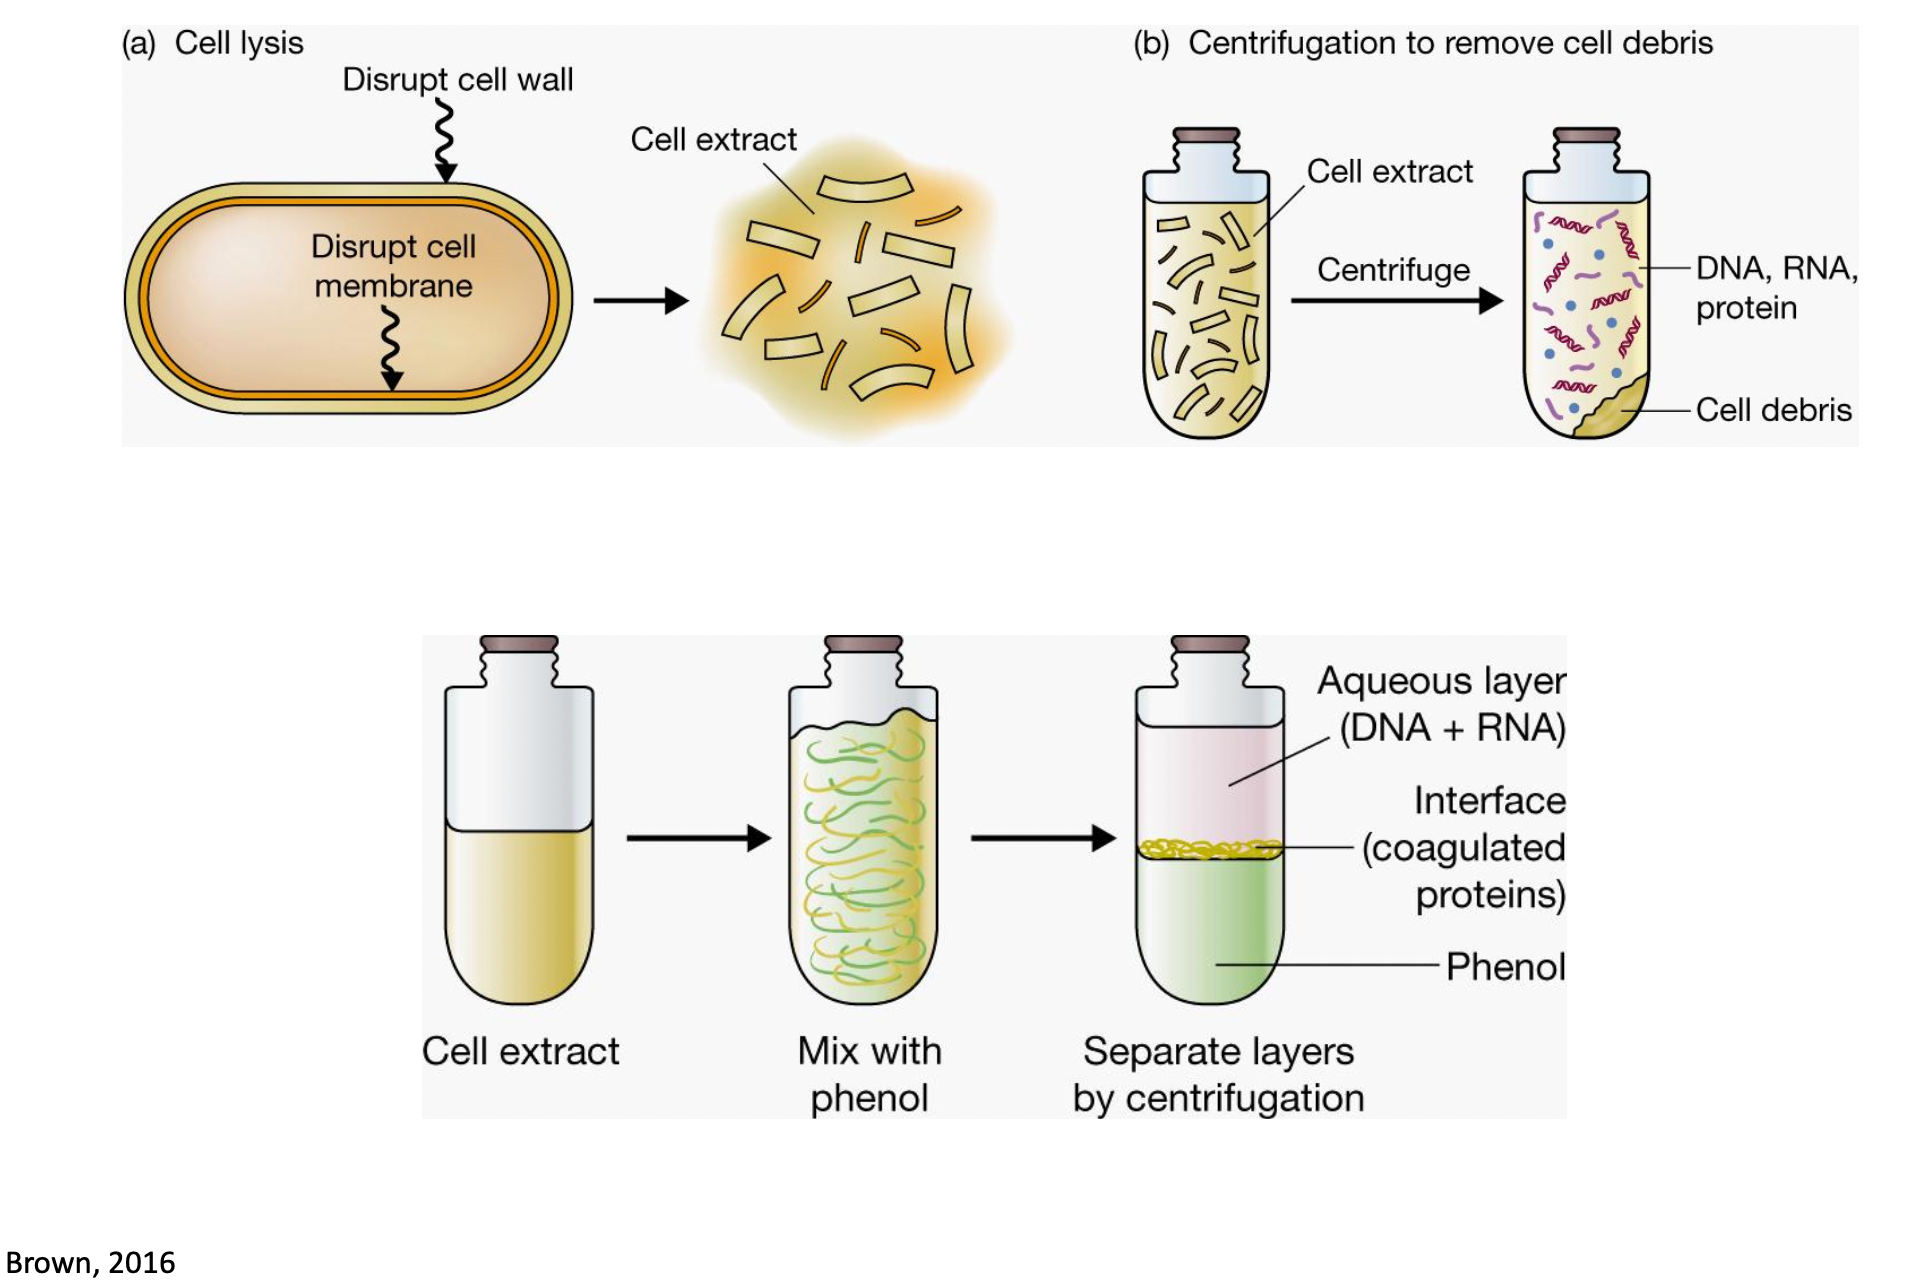 (a) Cell lysis
Disrupt cell wall
Cell extract
Disrupt cell
membrane
(b) Centrifugation to remove cell debris
Cell extract
Centrifuge
DNA, RNA,
protein
Cell debris
Aqueous layer
(DNA + RNA)
Interface
(coagulated
proteins)
Phenol
Cell extract
Mix with
phenol
Separate layers
by centrifugation
Brown, 2016